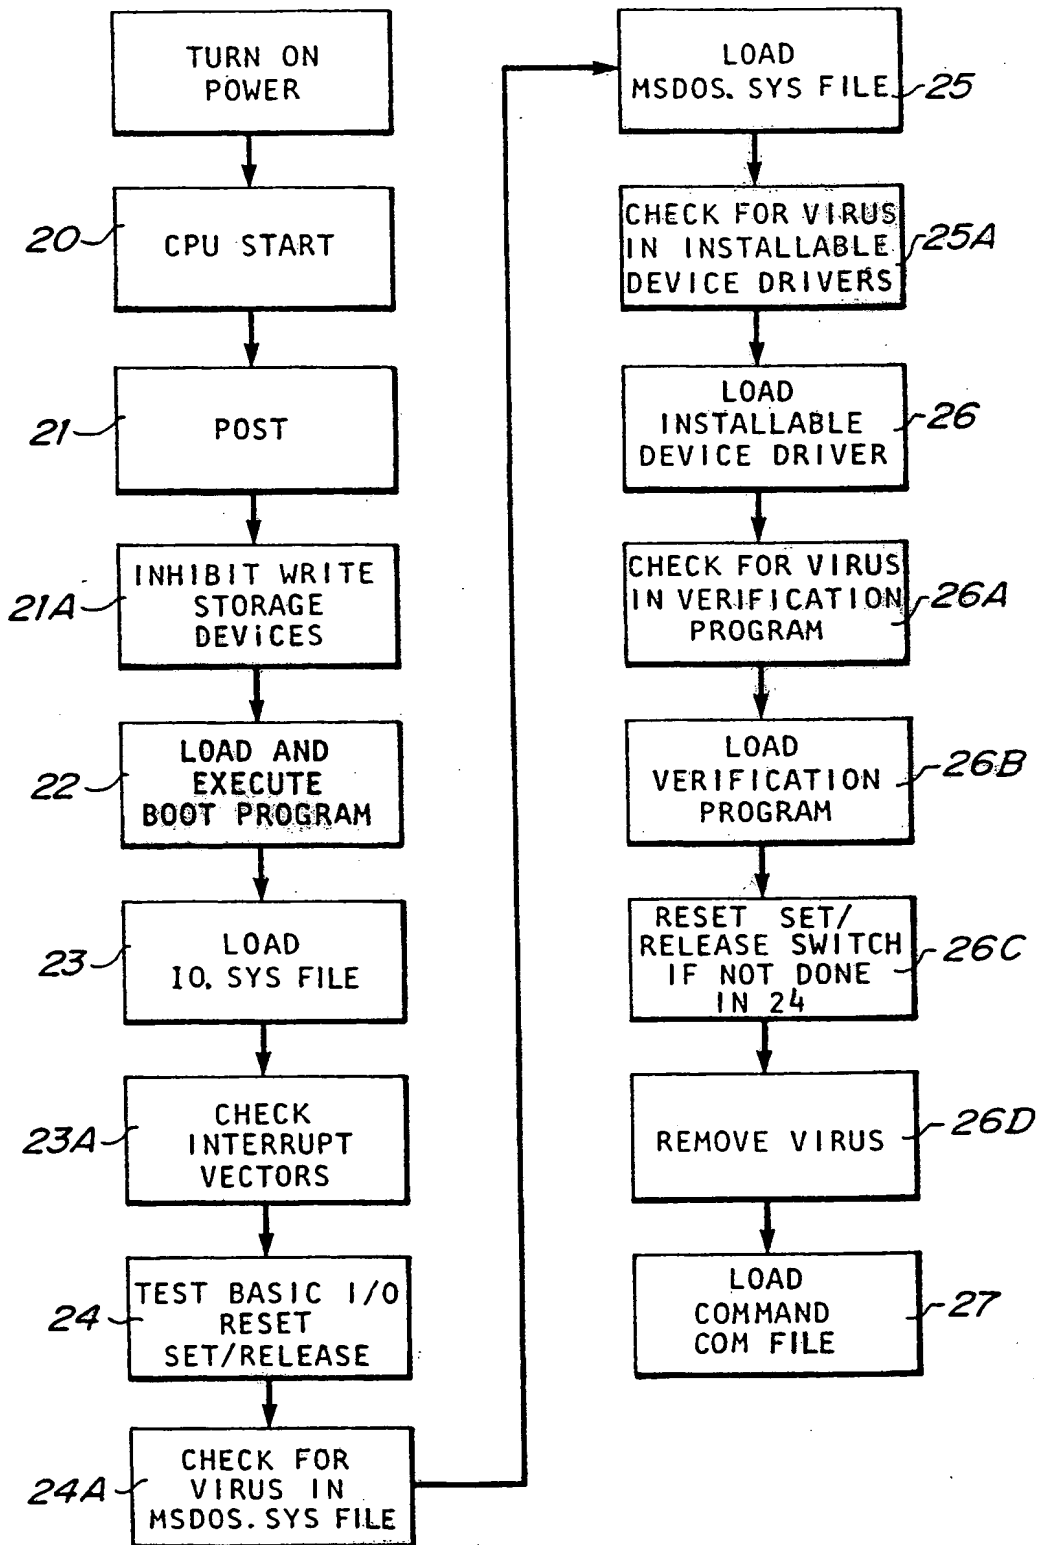 TURN ON
POWER
20
CPU START
21
POST
21A
INHIBIT WRITE
STORAGE
DEVICES
22
LOAD AND
EXECUTE
BOOT PROGRAM
23
LOAD
IO. SYS FILE
23A
CHECK
INTERRUPT
VECTORS
24
TEST BASIC I/O
RESET
SET/RELEASE
24A
CHECK FOR
VIRUS IN
MSDOS. SYS FILE
LOAD
MSDOS. SYS FILE
25
CHECK FOR VIRUS
IN INSTALLABLE
DEVICE DRIVERS
25A
LOAD
INSTALLABLE
DEVICE DRIVER
26
CHECK FOR VIRUS
IN VERIFICATION
PROGRAM
26A
LOAD
VERIFICATION
PROGRAM
26B
RESET SET/
RELEASE SWITCH
IF NOT DONE
IN 24
26C
REMOVE VIRUS
26D
LOAD
COMMAND
COM FILE
27